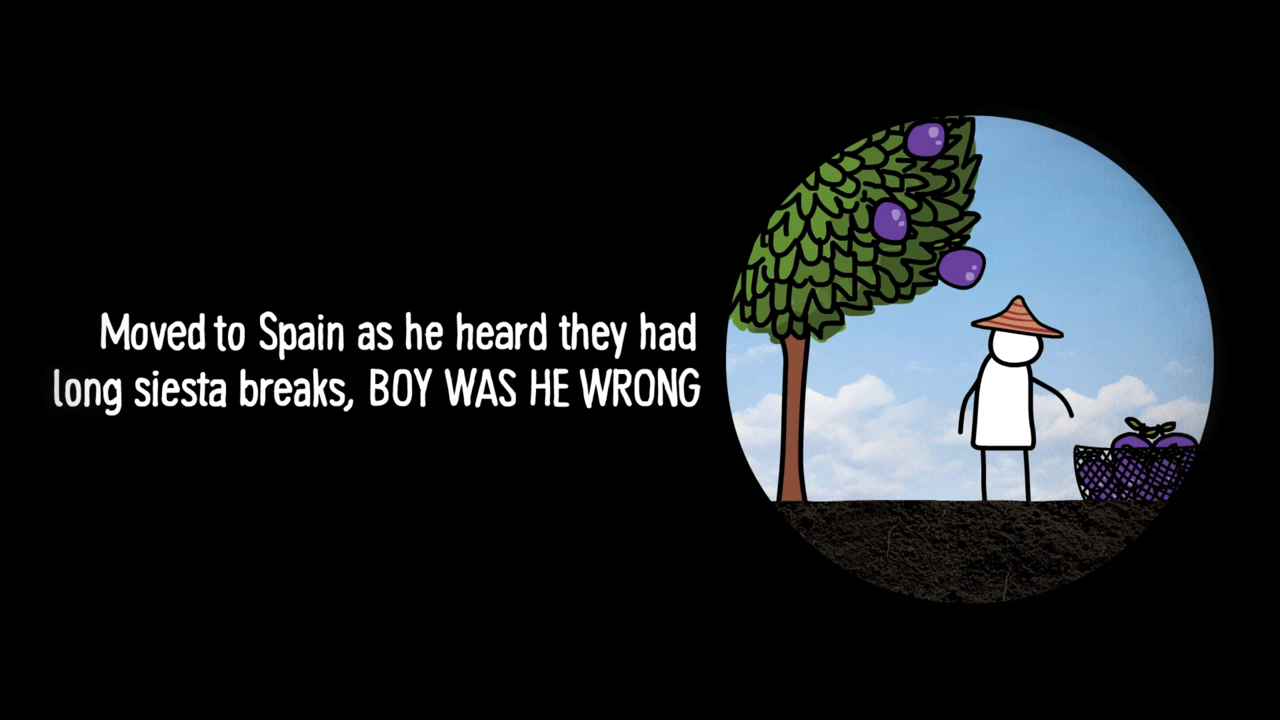 Moved to Spain as he heard they had
long siesta breaks, BOY WAS HE WRONG